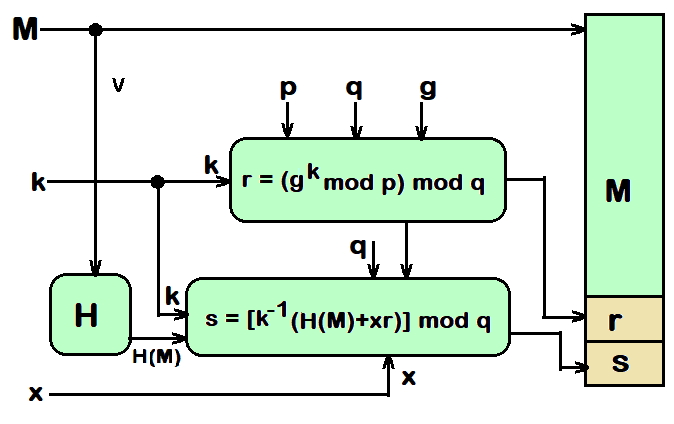 M
v
p q g
k
k
r = (g^k mod p) mod q
M
q
k
H
s = [k^-1(H(M)+xr)] mod q
r
H(M)
s
x
x